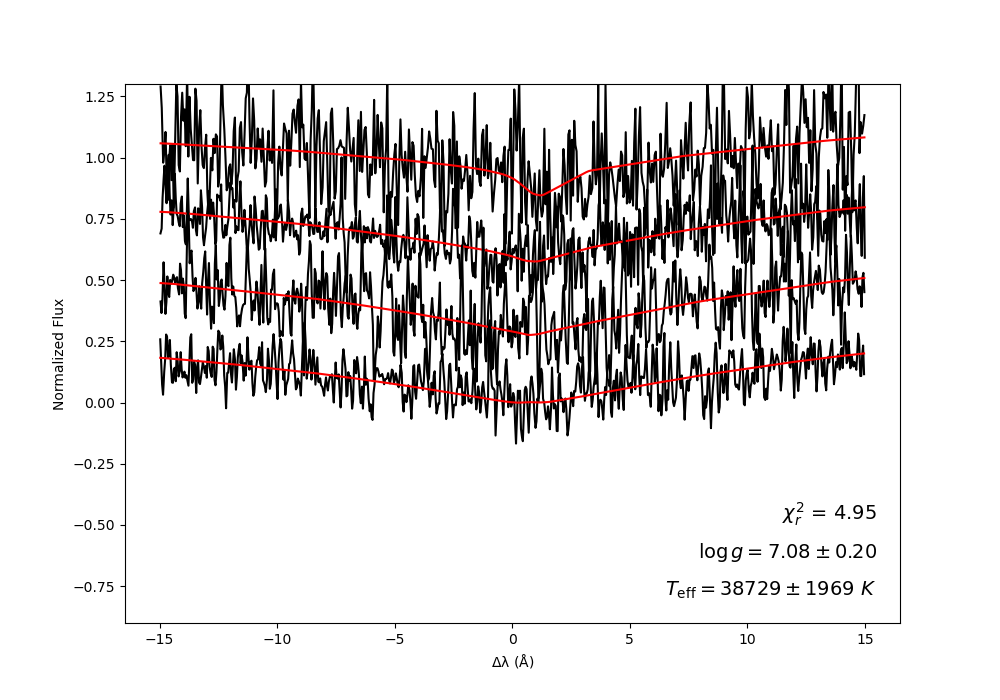 1.25
1.00
0.75
0.50
0.25
0.00
−0.25
−0.50
−0.75
Normalized Flux
χ²ᵣ = 4.95
log g = 7.08 ± 0.20
T_eff = 38729 ± 1969 K
−15 −10 −5 0 5 10 15
Δλ (Å)